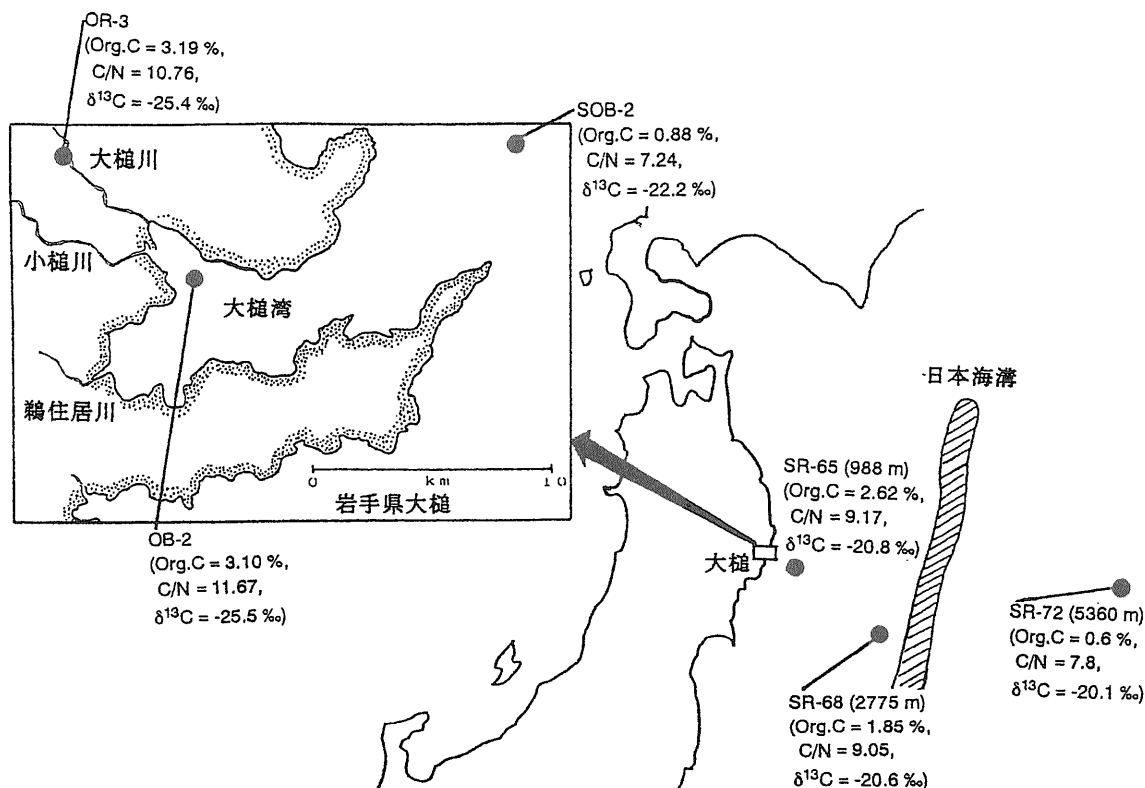 OR-3
(Org.C = 3.19 %,
C/N = 10.76,
δ¹³C = -25.4 ‰)
SOB-2
(Org.C = 0.88 %,
C/N = 7.24,
δ¹³C = -22.2 ‰)
大槌川
小槌川
大槌湾
鵜住居川
0 km 10
岩手県大槌
OB-2
(Org.C = 3.10 %,
C/N = 11.67,
δ¹³C = -25.5 ‰)
日本海溝
SR-65 (988 m)
(Org.C = 2.62 %,
C/N = 9.17,
δ¹³C = -20.8 ‰)
大槌
SR-72 (5360 m)
(Org.C = 0.6 %,
C/N = 7.8,
δ¹³C = -20.1 ‰)
SR-68 (2775 m)
(Org.C = 1.85 %,
C/N = 9.05,
δ¹³C = -20.6 ‰)